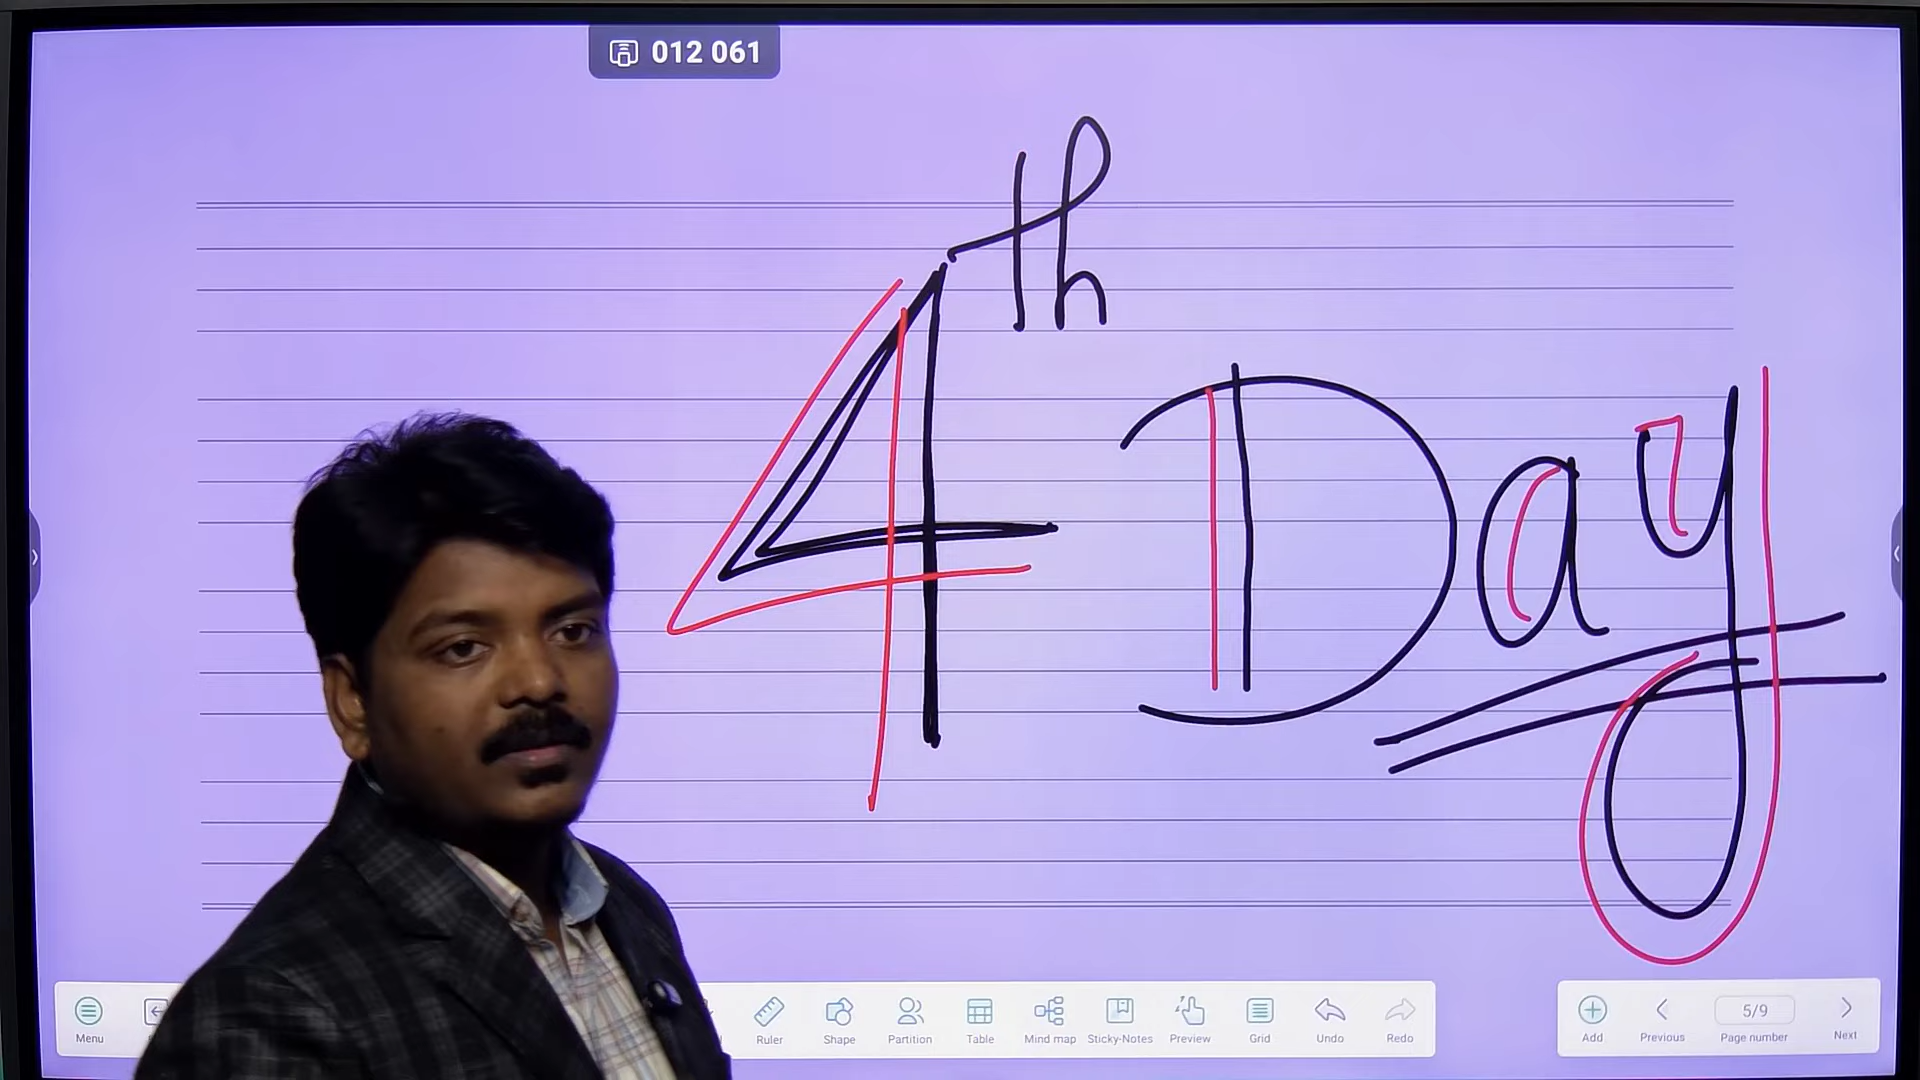 012 061
4th Day
Menu Ruler Shape Partition Table Mind map Sticky-Notes Preview Grid Undo Redo Add Previous 5/9 Page number Next